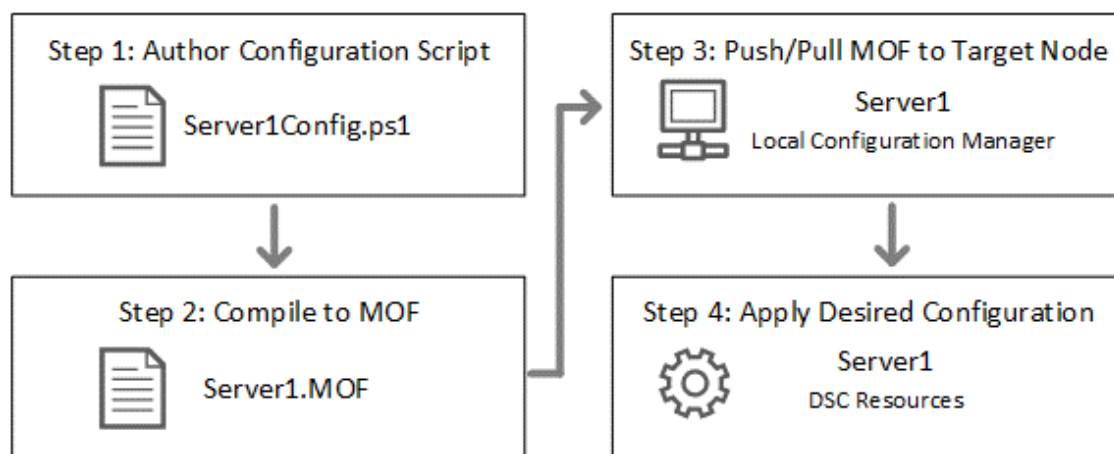 Step 1: Author Configuration Script
Server1Config.ps1
Step 2: Compile to MOF
Server1.MOF
Step 3: Push/Pull MOF to Target Node
Server1
Local Configuration Manager
Step 4: Apply Desired Configuration
Server1
DSC Resources